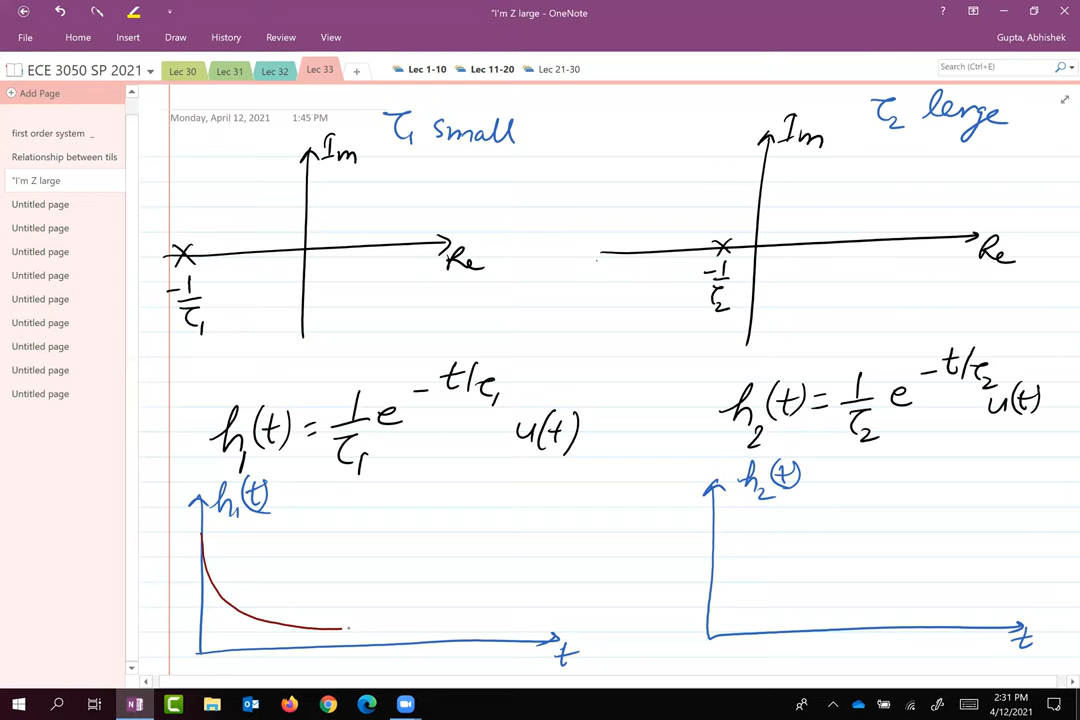 "I'm Z large - OneNote
?
File Home Insert Draw History Review View
Gupta, Abhishek
ECE 3050 SP 2021
Lec 30
Lec 31
Lec 32
Lec 33
+
Lec 1-10
Lec 11-20
Lec 21-30
Search (Ctrl+E)
Add Page
first order system _
Relationship between tils
"I'm Z large
Untitled page
Untitled page
Untitled page
Untitled page
Untitled page
Untitled page
Untitled page
Untitled page
Untitled page
Monday, April 12, 2021 1:45 PM
τ₁ small
τ₂ lerge
Im
Im
Re
Re
-1/τ₁
-1/τ₂
h₁(t) = 1/τ₁ e^(-t/τ₁) u(t)
h₂(t) = 1/τ₂ e^(-t/τ₂) u(t)
h₁(t)
h₂(t)
t
t
2:31 PM
4/12/2021